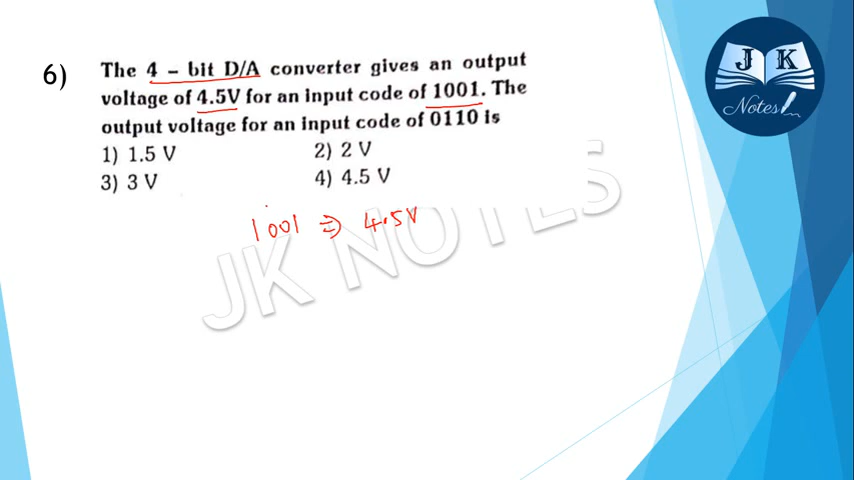 6)
The 4 – bit D/A converter gives an output
voltage of 4.5V for an input code of 1001. The
output voltage for an input code of 0110 is
1) 1.5 V 2) 2 V
3) 3 V 4) 4.5 V
1001 ⇒ 4.5V
JK NOTES
J K
Notes